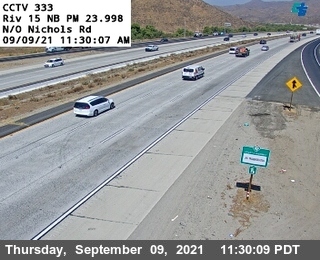 CCTV 333
Riv 15 NB PM 23.998
N/O Nichols Rd
09/09/21 11:30:07 AM
Thursday, September 09, 2021 11:30:09 PDT